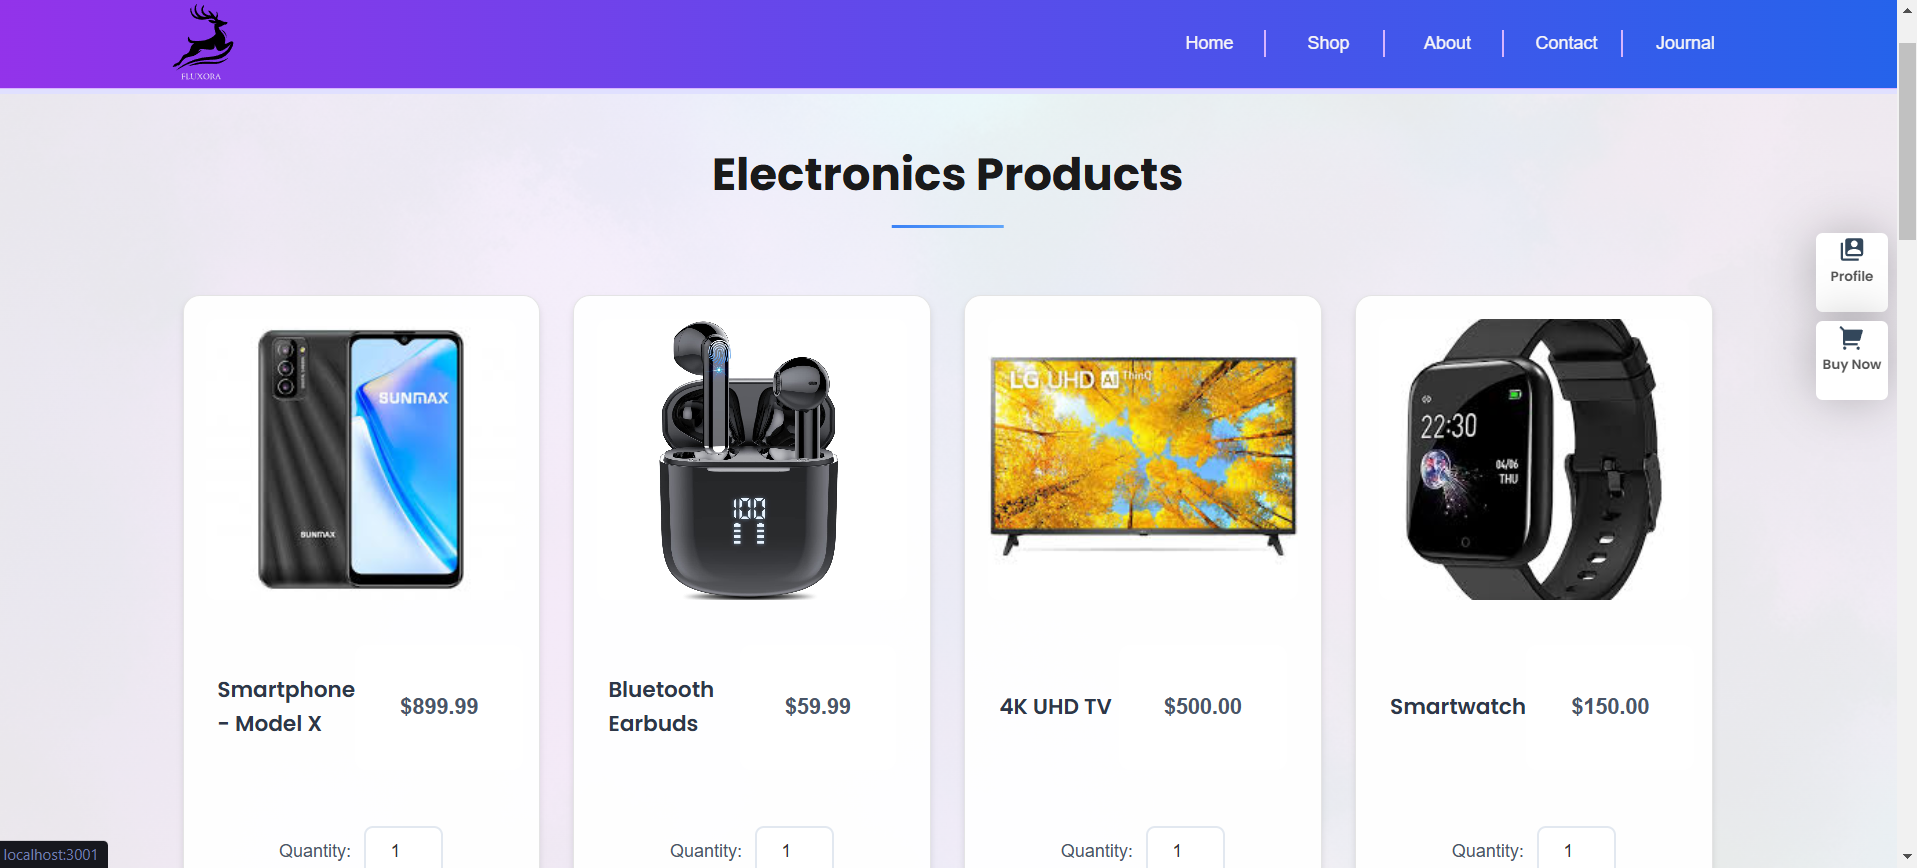 FLUXORA
Home
Shop
About
Contact
Journal
Electronics Products
Profile
Buy Now
SUNMAX
SUNMAX
100
LG UHD AI ThinQ
22:30
04/06
THU
Smartphone
- Model X
$899.99
Bluetooth
Earbuds
$59.99
4K UHD TV
$500.00
Smartwatch
$150.00
Quantity: 1
Quantity: 1
Quantity: 1
Quantity: 1
localhost:3001